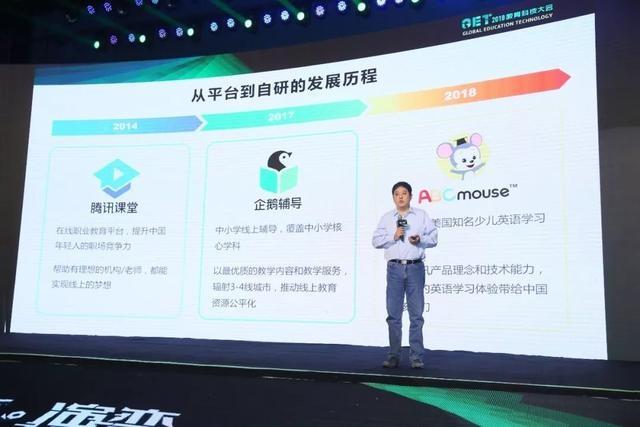 GET 2018教育科技大会
GLOBAL EDUCATION TECHNOLOGY
从平台到自研的发展历程
2014
2017
2018
腾讯课堂
在线职业教育平台，提升中国
年轻人的职场竞争力
帮助有理想的机构/老师，都能
实现线上的梦想
企鹅辅导
中小学线上辅导，覆盖中小学核
心学科
以最优质的教学内容和教学服务，
辐射3-4线城市，推动线上教育
资源公平化
ABCmouse™
美国知名少儿英语学习
产品理念和技术能力，
的英语学习体验带给中国
演变